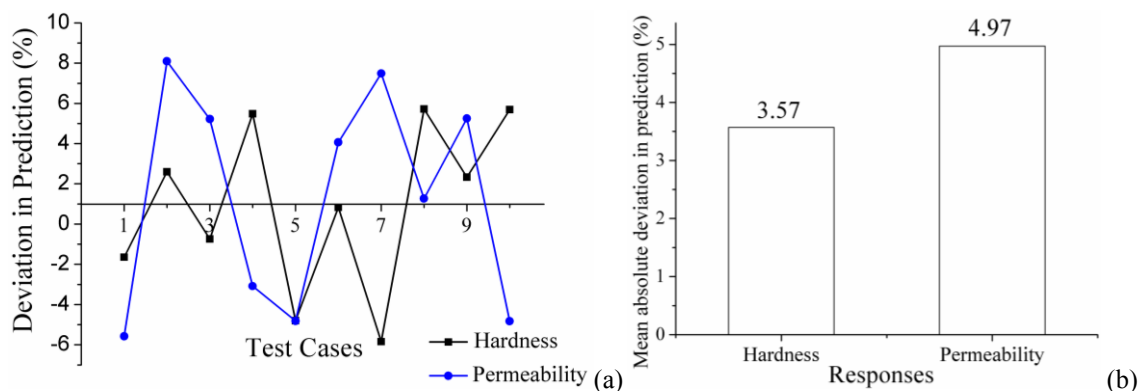 Deviation in Prediction (%)
10
8
6
4
2
0
-2
-4
-6
1
3
5
7
9
Test Cases
Hardness
Permeability
(a)
Mean absolute deviation in prediction (%)
5
4
3
2
1
0
3.57
4.97
Hardness
Permeability
Responses
(b)